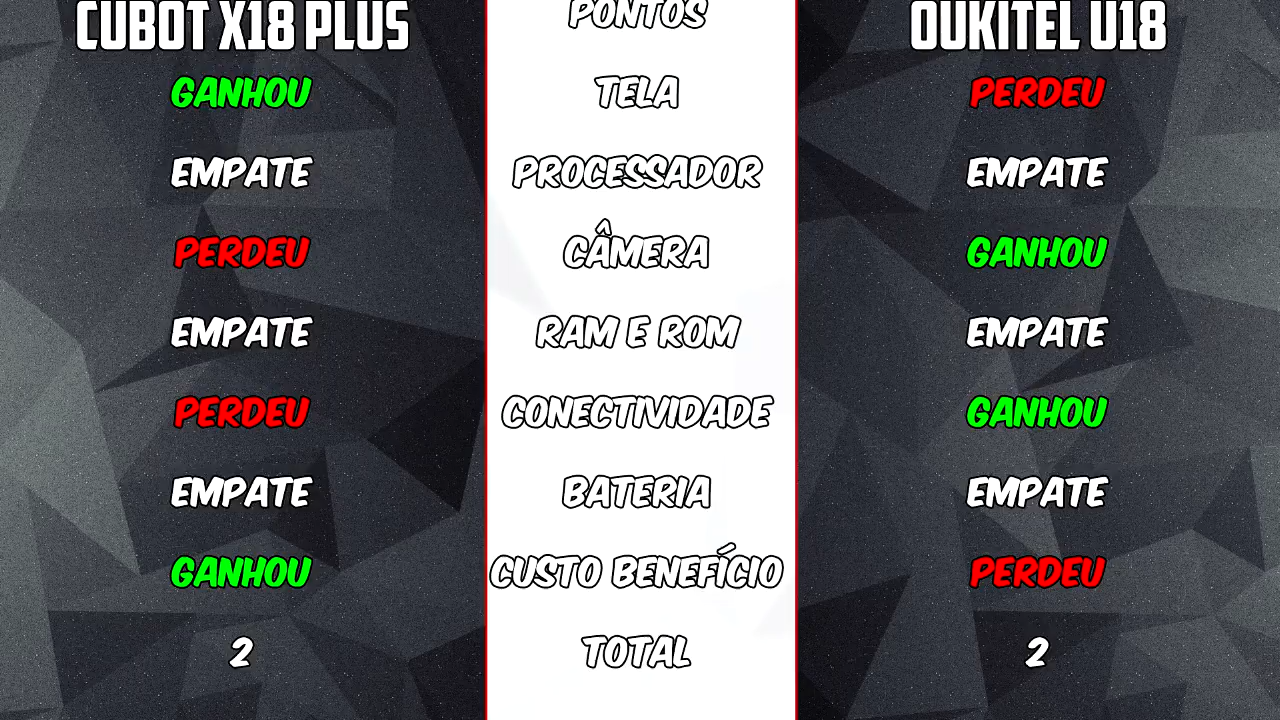 CUBOT X18 PLUS PONTOS OUKITEL U18
GANHOU TELA PERDEU
EMPATE PROCESSADOR EMPATE
PERDEU CÂMERA GANHOU
EMPATE RAM E ROM EMPATE
PERDEU CONECTIVIDADE GANHOU
EMPATE BATERIA EMPATE
GANHOU CUSTO BENEFÍCIO PERDEU
2 TOTAL 2